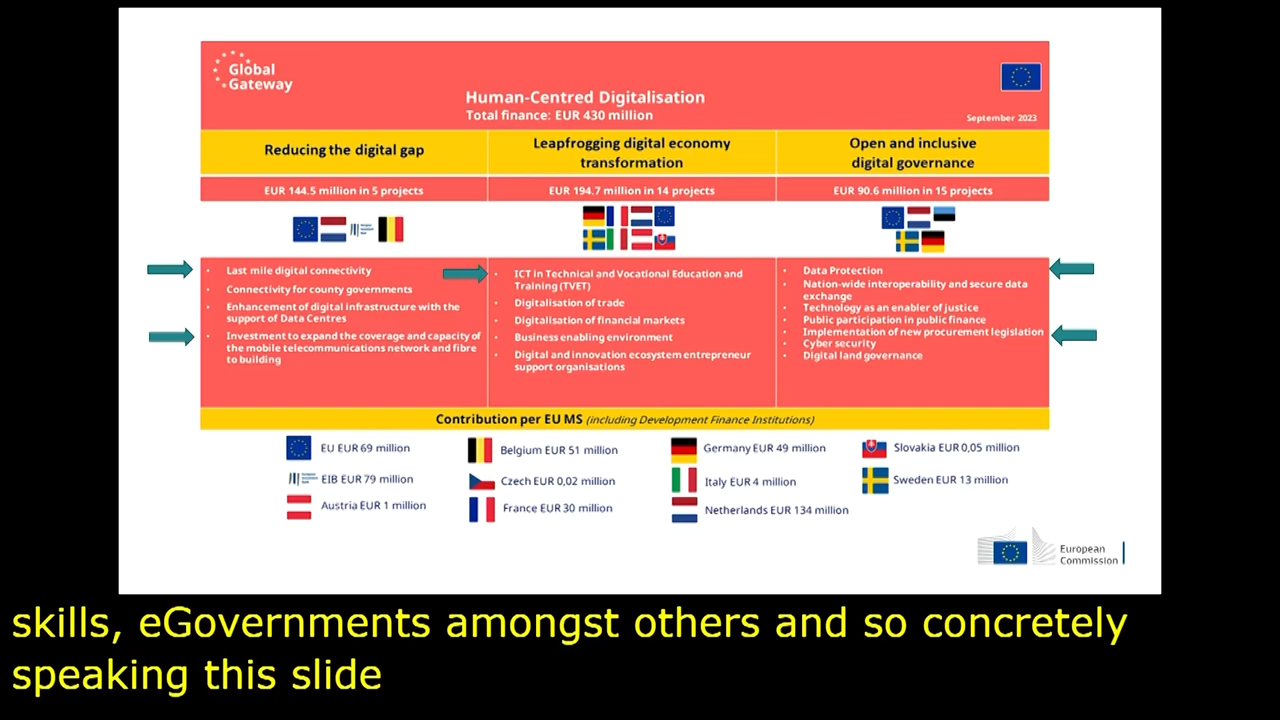 Global
Gateway
Human-Centred Digitalisation
Total finance: EUR 430 million
September 2023
Reducing the digital gap
Leapfrogging digital economy
transformation
Open and inclusive
digital governance
EUR 144.5 million in 5 projects
EUR 194.7 million in 14 projects
EUR 90.6 million in 15 projects
• Last mile digital connectivity
• Connectivity for county governments
• Enhancement of digital infrastructure with the
support of Data Centres
• Investment to expand the coverage and capacity of
the mobile telecommunications network and fibre
to building
• ICT in Technical and Vocational Education and
Training (TVET)
• Digitalisation of trade
• Digitalisation of financial markets
• Business enabling environment
• Digital and innovation ecosystem entrepreneur
support organisations
• Data Protection
• Nation-wide interoperability and secure data
exchange
• Technology as an enabler of justice
• Public participation in public finance
• Implementation of new procurement legislation
• Cyber security
• Digital land governance
Contribution per EU MS (including Development Finance Institutions)
EU EUR 69 million
Belgium EUR 51 million
Germany EUR 49 million
Slovakia EUR 0,05 million
EIB EUR 79 million
Czech EUR 0,02 million
Italy EUR 4 million
Sweden EUR 13 million
Austria EUR 1 million
France EUR 30 million
Netherlands EUR 134 million
European
Commission
skills, eGovernments amongst others and so concretely
speaking this slide